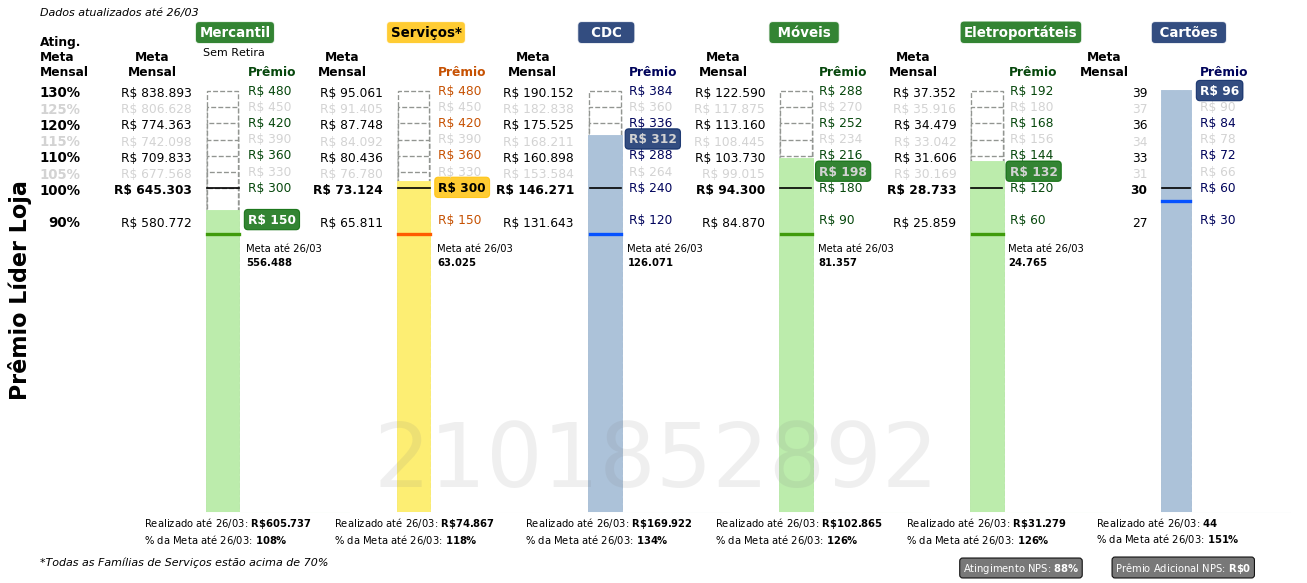 Dados atualizados até 26/03
Mercantil Serviços* CDC Móveis Eletroportáteis Cartões
Sem Retira
Ating. Meta Mensal Meta Mensal Prêmio Meta Mensal Prêmio Meta Mensal Prêmio Meta Mensal Prêmio Meta Mensal Prêmio Meta Mensal Prêmio
130% R$ 838.893 R$ 480 R$ 95.061 R$ 480 R$ 190.152 R$ 384 R$ 122.590 R$ 288 R$ 37.352 R$ 192 39 R$ 96
125% R$ 806.628 R$ 450 R$ 91.405 R$ 450 R$ 182.838 R$ 360 R$ 117.875 R$ 270 R$ 35.916 R$ 180 37 R$ 90
120% R$ 774.363 R$ 420 R$ 87.748 R$ 420 R$ 175.525 R$ 336 R$ 113.160 R$ 252 R$ 34.479 R$ 168 36 R$ 84
115% R$ 742.098 R$ 390 R$ 84.092 R$ 390 R$ 168.211 R$ 312 R$ 108.445 R$ 234 R$ 33.042 R$ 156 34 R$ 78
110% R$ 709.833 R$ 360 R$ 80.436 R$ 360 R$ 160.898 R$ 288 R$ 103.730 R$ 216 R$ 31.606 R$ 144 33 R$ 72
105% R$ 677.568 R$ 330 R$ 76.780 R$ 330 R$ 153.584 R$ 264 R$ 99.015 R$ 198 R$ 30.169 R$ 132 31 R$ 66
100% R$ 645.303 R$ 300 R$ 73.124 R$ 300 R$ 146.271 R$ 240 R$ 94.300 R$ 180 R$ 28.733 R$ 120 30 R$ 60
90% R$ 580.772 R$ 150 R$ 65.811 R$ 150 R$ 131.643 R$ 120 R$ 84.870 R$ 90 R$ 25.859 R$ 60 27 R$ 30
Meta até 26/03 Meta até 26/03 Meta até 26/03 Meta até 26/03 Meta até 26/03
556.488 63.025 126.071 81.357 24.765
Prêmio Líder Loja
2101852892
Realizado até 26/03: R$605.737 Realizado até 26/03: R$74.867 Realizado até 26/03: R$169.922 Realizado até 26/03: R$102.865 Realizado até 26/03: R$31.279 Realizado até 26/03: 44
% da Meta até 26/03: 108% % da Meta até 26/03: 118% % da Meta até 26/03: 134% % da Meta até 26/03: 126% % da Meta até 26/03: 126% % da Meta até 26/03: 151%
*Todas as Famílias de Serviços estão acima de 70%
Atingimento NPS: 88% Prêmio Adicional NPS: R$0